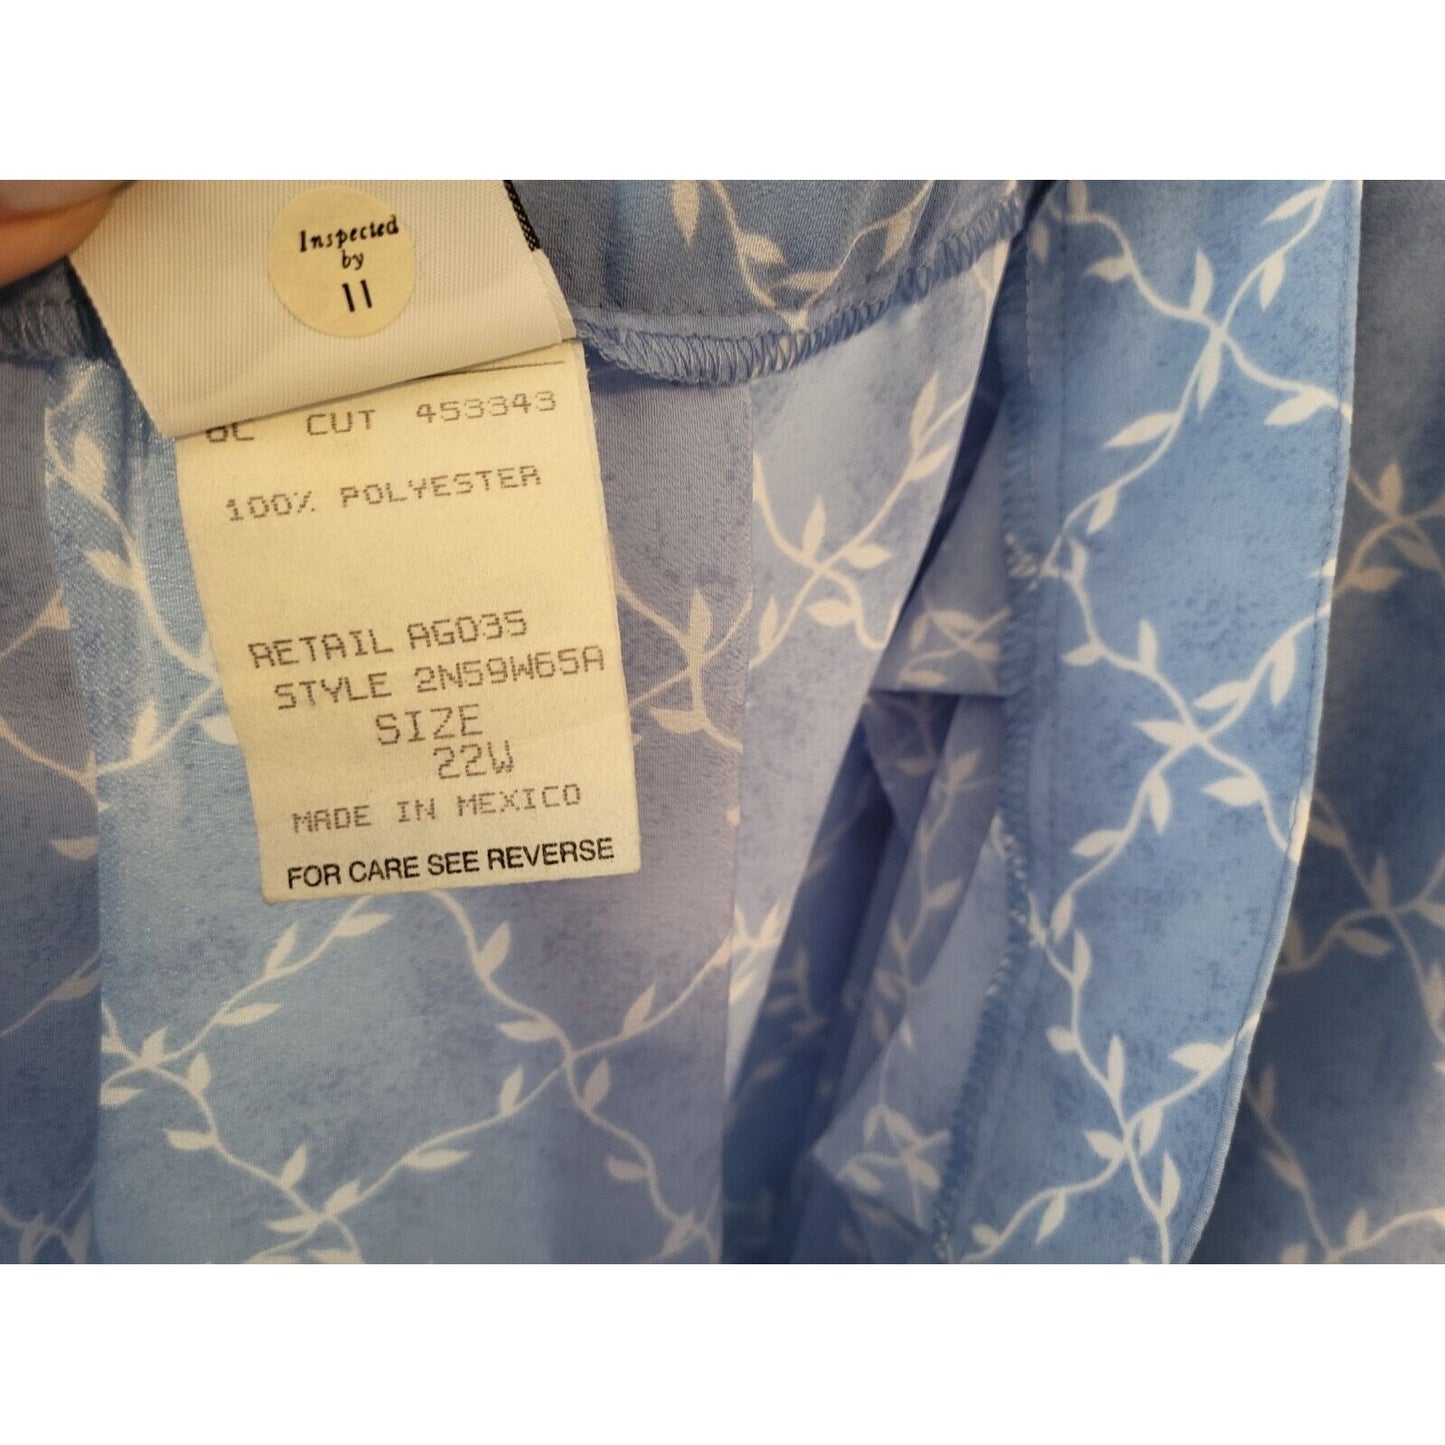 Inspected
by
11
CUT 453343
100% POLYESTER
RETAIL AG035
STYLE 2N59W65A
SIZE
22W
MADE IN MEXICO
FOR CARE SEE REVERSE